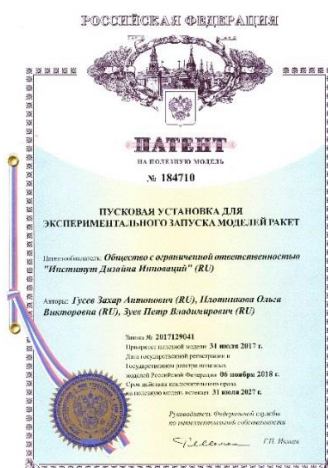 РОССИЙСКАЯ ФЕДЕРАЦИЯ
ПАТЕНТ
НА ПОЛЕЗНУЮ МОДЕЛЬ
№ 184710
ПУСКОВАЯ УСТАНОВКА ДЛЯ
ЭКСПЕРИМЕНТАЛЬНОГО ЗАПУСКА МОДЕЛЕЙ РАКЕТ
Патентообладатель: Общество с ограниченной ответственностью
"Институт Дизайна Инноваций" (RU)
Авторы: Гусев Захар Антонович (RU), Плотникова Ольга
Викторовна (RU), Зуев Петр Владимирович (RU)
Заявка № 2017129041
Приоритет полезной модели 31 июля 2017 г.
Дата государственной регистрации в
Государственном реестре полезных
моделей Российской Федерации 06 ноября 2018 г.
Срок действия исключительного права
на полезную модель истекает 31 июля 2027 г.
Руководитель Федеральной службы
по интеллектуальной собственности
Г.П. Ивлиев